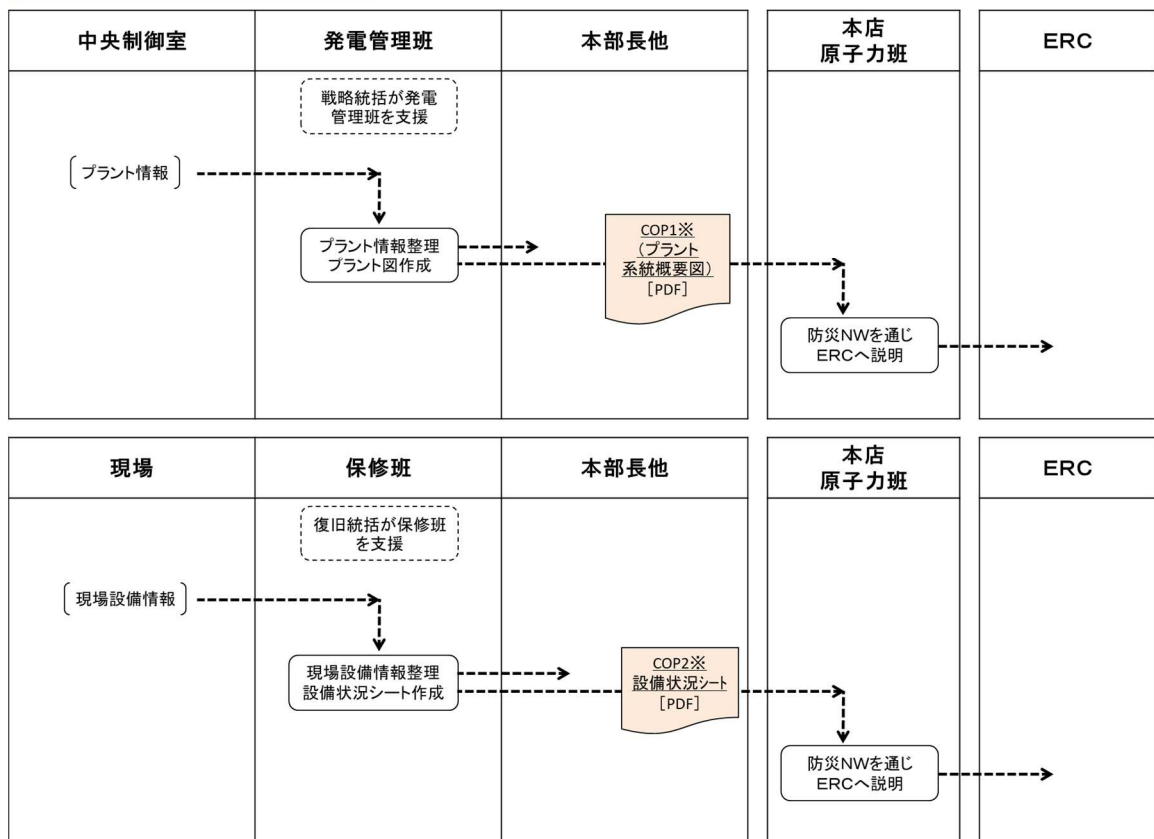 中央制御室
発電管理班
本部長他
本店
原子力班
ERC
戦略統括が発電
管理班を支援
プラント情報
プラント情報整理
プラント図作成
COP1※
（プラント
系統概要図）
［PDF］
防災NWを通じ
ERCへ説明
現場
保修班
本部長他
本店
原子力班
ERC
復旧統括が保修班
を支援
現場設備情報
現場設備情報整理
設備状況シート作成
COP2※
設備状況シート
［PDF］
防災NWを通じ
ERCへ説明